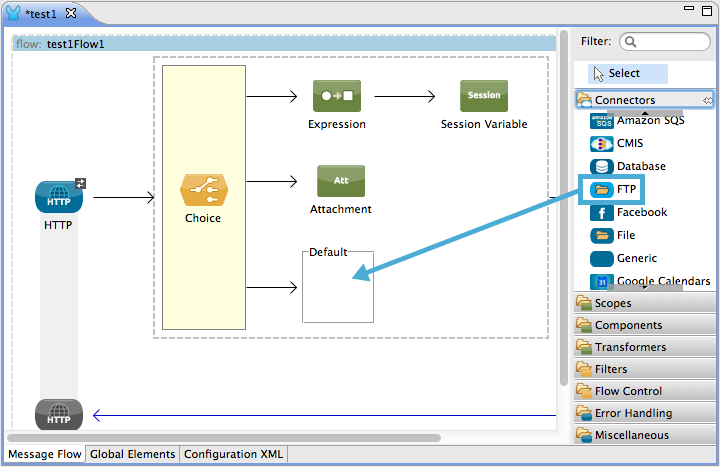 *test1
flow: test1Flow1
Filter:
Select
Connectors
Amazon SQS
CMIS
Database
FTP
Facebook
File
Generic
Google Calendars
Scopes
Components
Transformers
Filters
Flow Control
Error Handling
Miscellaneous
Session
Expression
Session Variable
Att
Attachment
Choice
Default
HTTP
HTTP
HTTP
amazon
SQS
31
Message Flow
Global Elements
Configuration XML